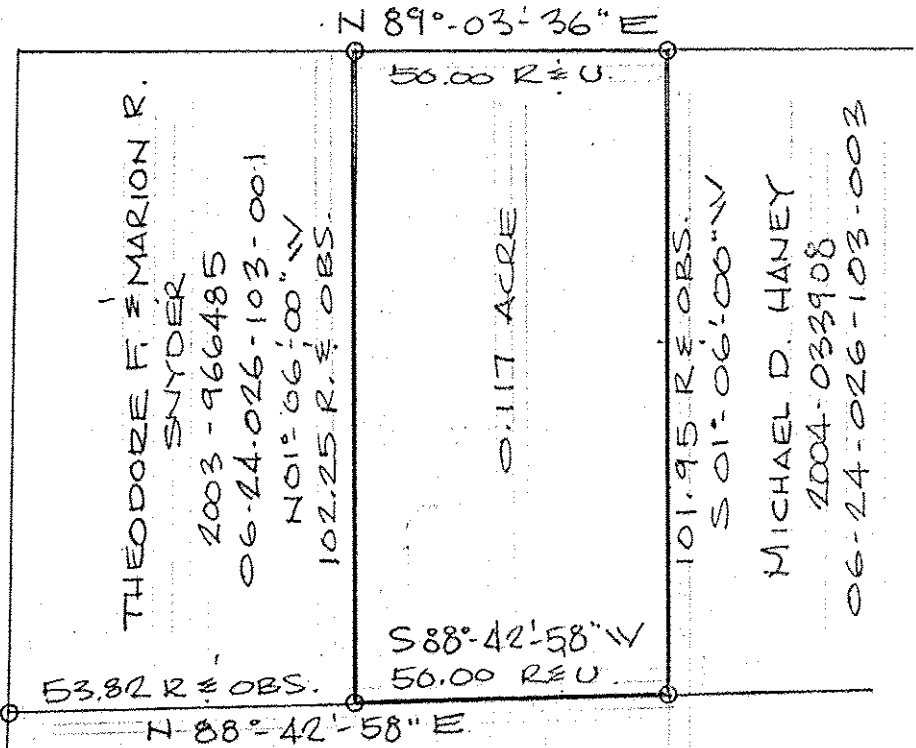 N 89°-03'-36" E
50.00 R & U
THEODORE F. & MARION R.
SNYDER
2003-966485
06-24-026-103-001
N01°-06'-00" W
102.25 R. & OBS.
0.117 ACRE
101.95 R & OBS.
S 01°-06'-00" W
MICHAEL D. HANEY
2004-033908
06-24-026-103-003
S 88°-42'-58" W
50.00 R & U
53.82 R & OBS.
N-88°-42'-58" E